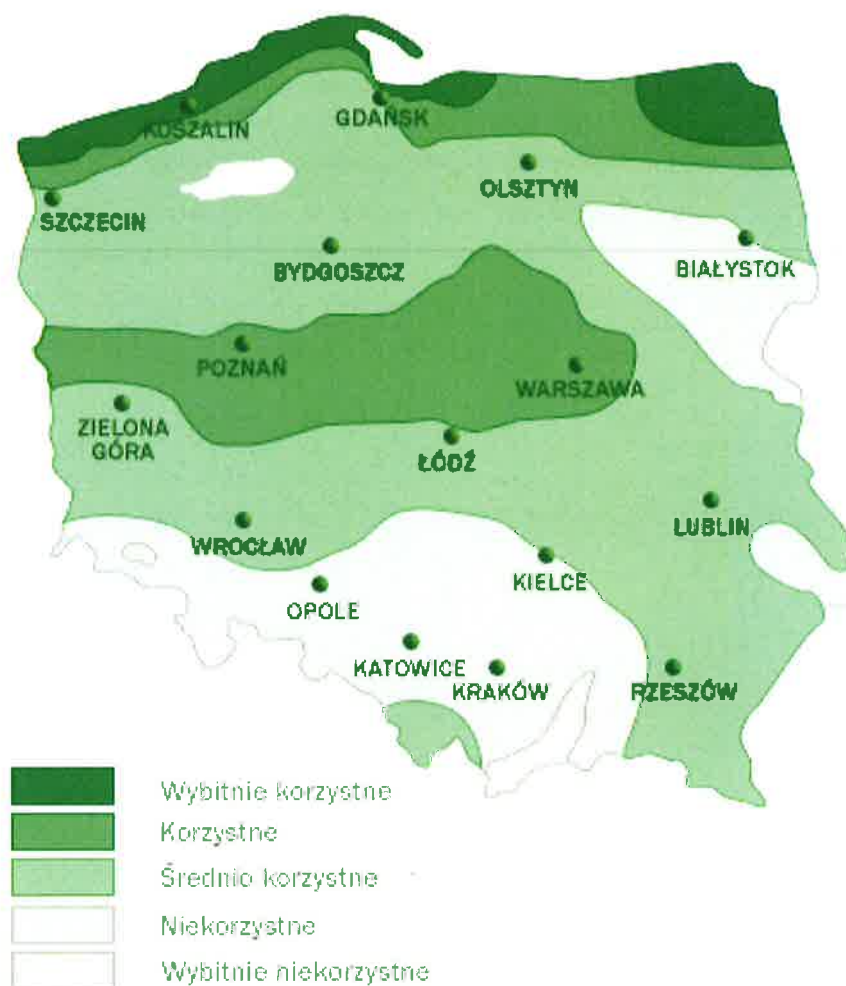 KOSZALIN
GDAŃSK
OLSZTYN
SZCZECIN
BYDGOSZCZ
BIAŁYSTOK
POZNAŃ
WARSZAWA
ZIELONA
GÓRA
ŁÓDŹ
LUBLIN
WROCŁAW
KIELCE
OPOLE
KATOWICE
KRAKÓW
RZESZÓW
Wybitnie korzystne
Korzystne
Średnio korzystne
Niekorzystne
Wybitnie niekorzystne